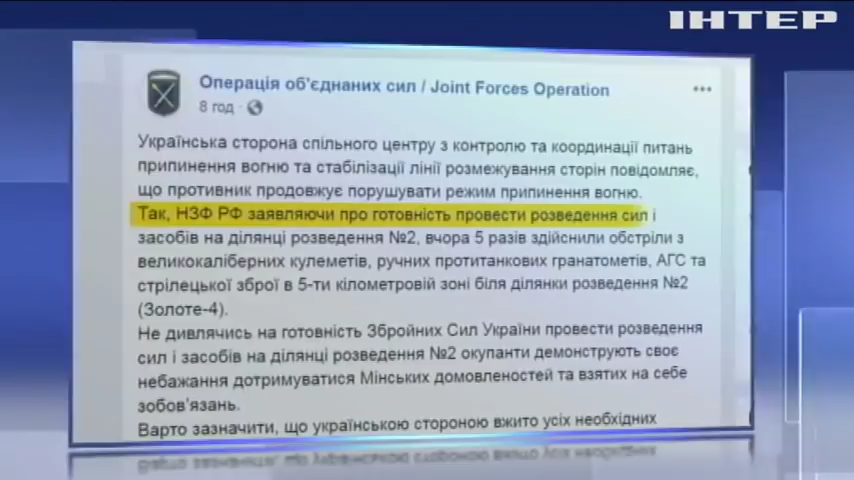 ІНТЕР
Операція об'єднаних сил / Joint Forces Operation
8 год ·
Українська сторона спільного центру з контролю та координації питань
припинення вогню та стабілізації лінії розмежування сторін повідомляє,
що противник продовжує порушувати режим припинення вогню.
Так, НЗФ РФ заявляючи про готовність провести розведення сил і
засобів на ділянці розведення №2, вчора 5 разів здійснили обстріли з
великокаліберних кулеметів, ручних протитанкових гранатометів, АГС та
стрілецької зброї в 5-ти кілометровій зоні біля ділянки розведення №2
(Золоте-4).
Не дивлячись на готовність Збройних Сил України провести розведення
сил і засобів на ділянці розведення №2 окупанти демонструють своє
небажання дотримуватися Мінських домовленостей та взятих на себе
зобов'язань.
Варто зазначити, що українською стороною вжито усіх необхідних